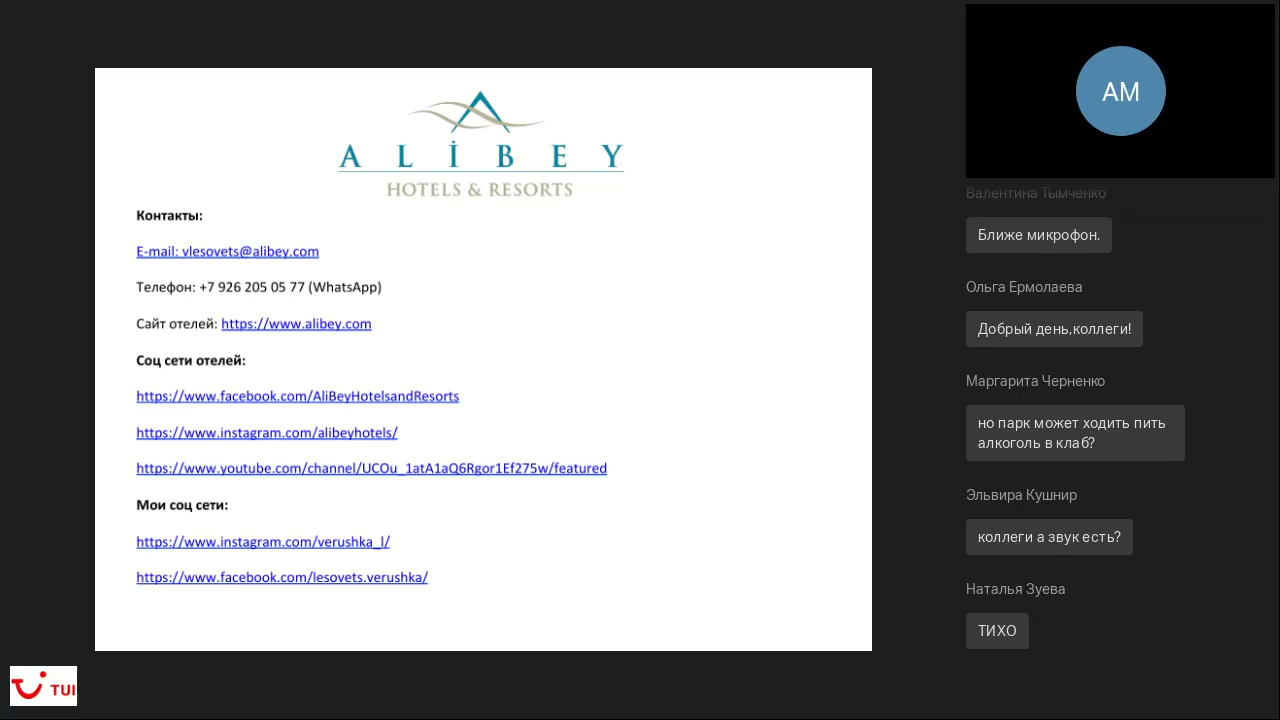 ALİBEY
HOTELS & RESORTS
Контакты:
E-mail: vlesovets@alibey.com
Телефон: +7 926 205 05 77 (WhatsApp)
Сайт отелей: https://www.alibey.com
Соц сети отелей:
https://www.facebook.com/AliBeyHotelsandResorts
https://www.instagram.com/alibeyhotels/
https://www.youtube.com/channel/UCOu_1atA1aQ6Rgor1Ef275w/featured
Мои соц сети:
https://www.instagram.com/verushka_l/
https://www.facebook.com/lesovets.verushka/
TUI
AM
Валентина Тымченко
Ближе микрофон.
Ольга Ермолаева
Добрый день,коллеги!
Маргарита Черненко
но парк может ходить пить
алкоголь в клаб?
Эльвира Кушнир
коллеги а звук есть?
Наталья Зуева
ТИХО